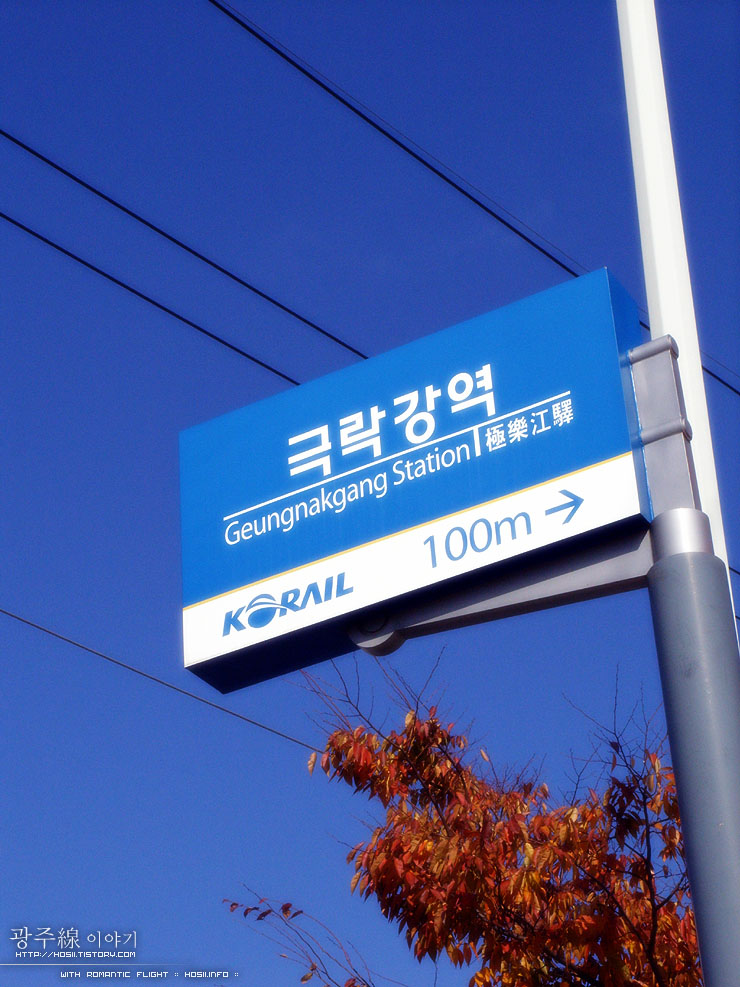 극락강역
Geungnakgang Station 極樂江驛
100m →
KORAIL
광주線 이야기
HTTP://HOSII.TISTORY.COM
WITH ROMANTIC FLIGHT :: HOSII.INFO ::